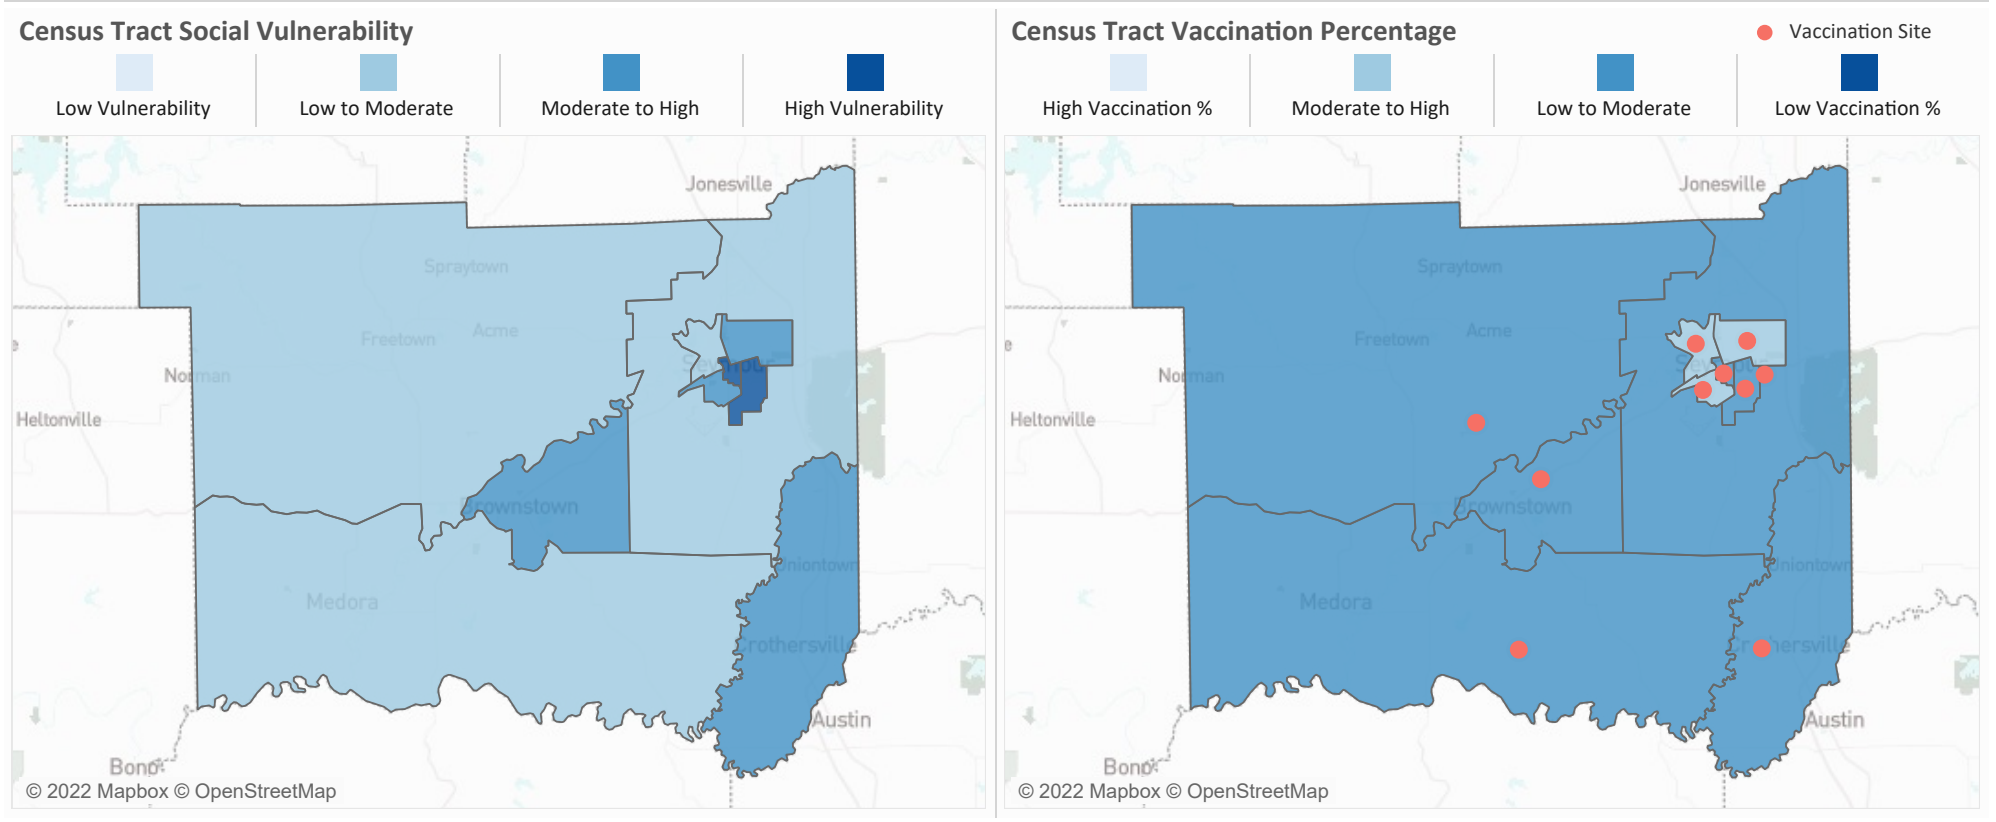 Census Tract Social Vulnerability
Low Vulnerability
Low to Moderate
Moderate to High
High Vulnerability
Jonesville
Spraytown
Freetown
Acme
Seymour
Norman
Heltonville
Brownstown
Uniontown
Medora
Crothersville
Austin
Bono
© 2022 Mapbox © OpenStreetMap
Census Tract Vaccination Percentage
Vaccination Site
High Vaccination %
Moderate to High
Low to Moderate
Low Vaccination %
Jonesville
Spraytown
Freetown
Acme
Norman
Heltonville
Brownstown
Uniontown
Medora
Crothersville
Austin
Bono
© 2022 Mapbox © OpenStreetMap